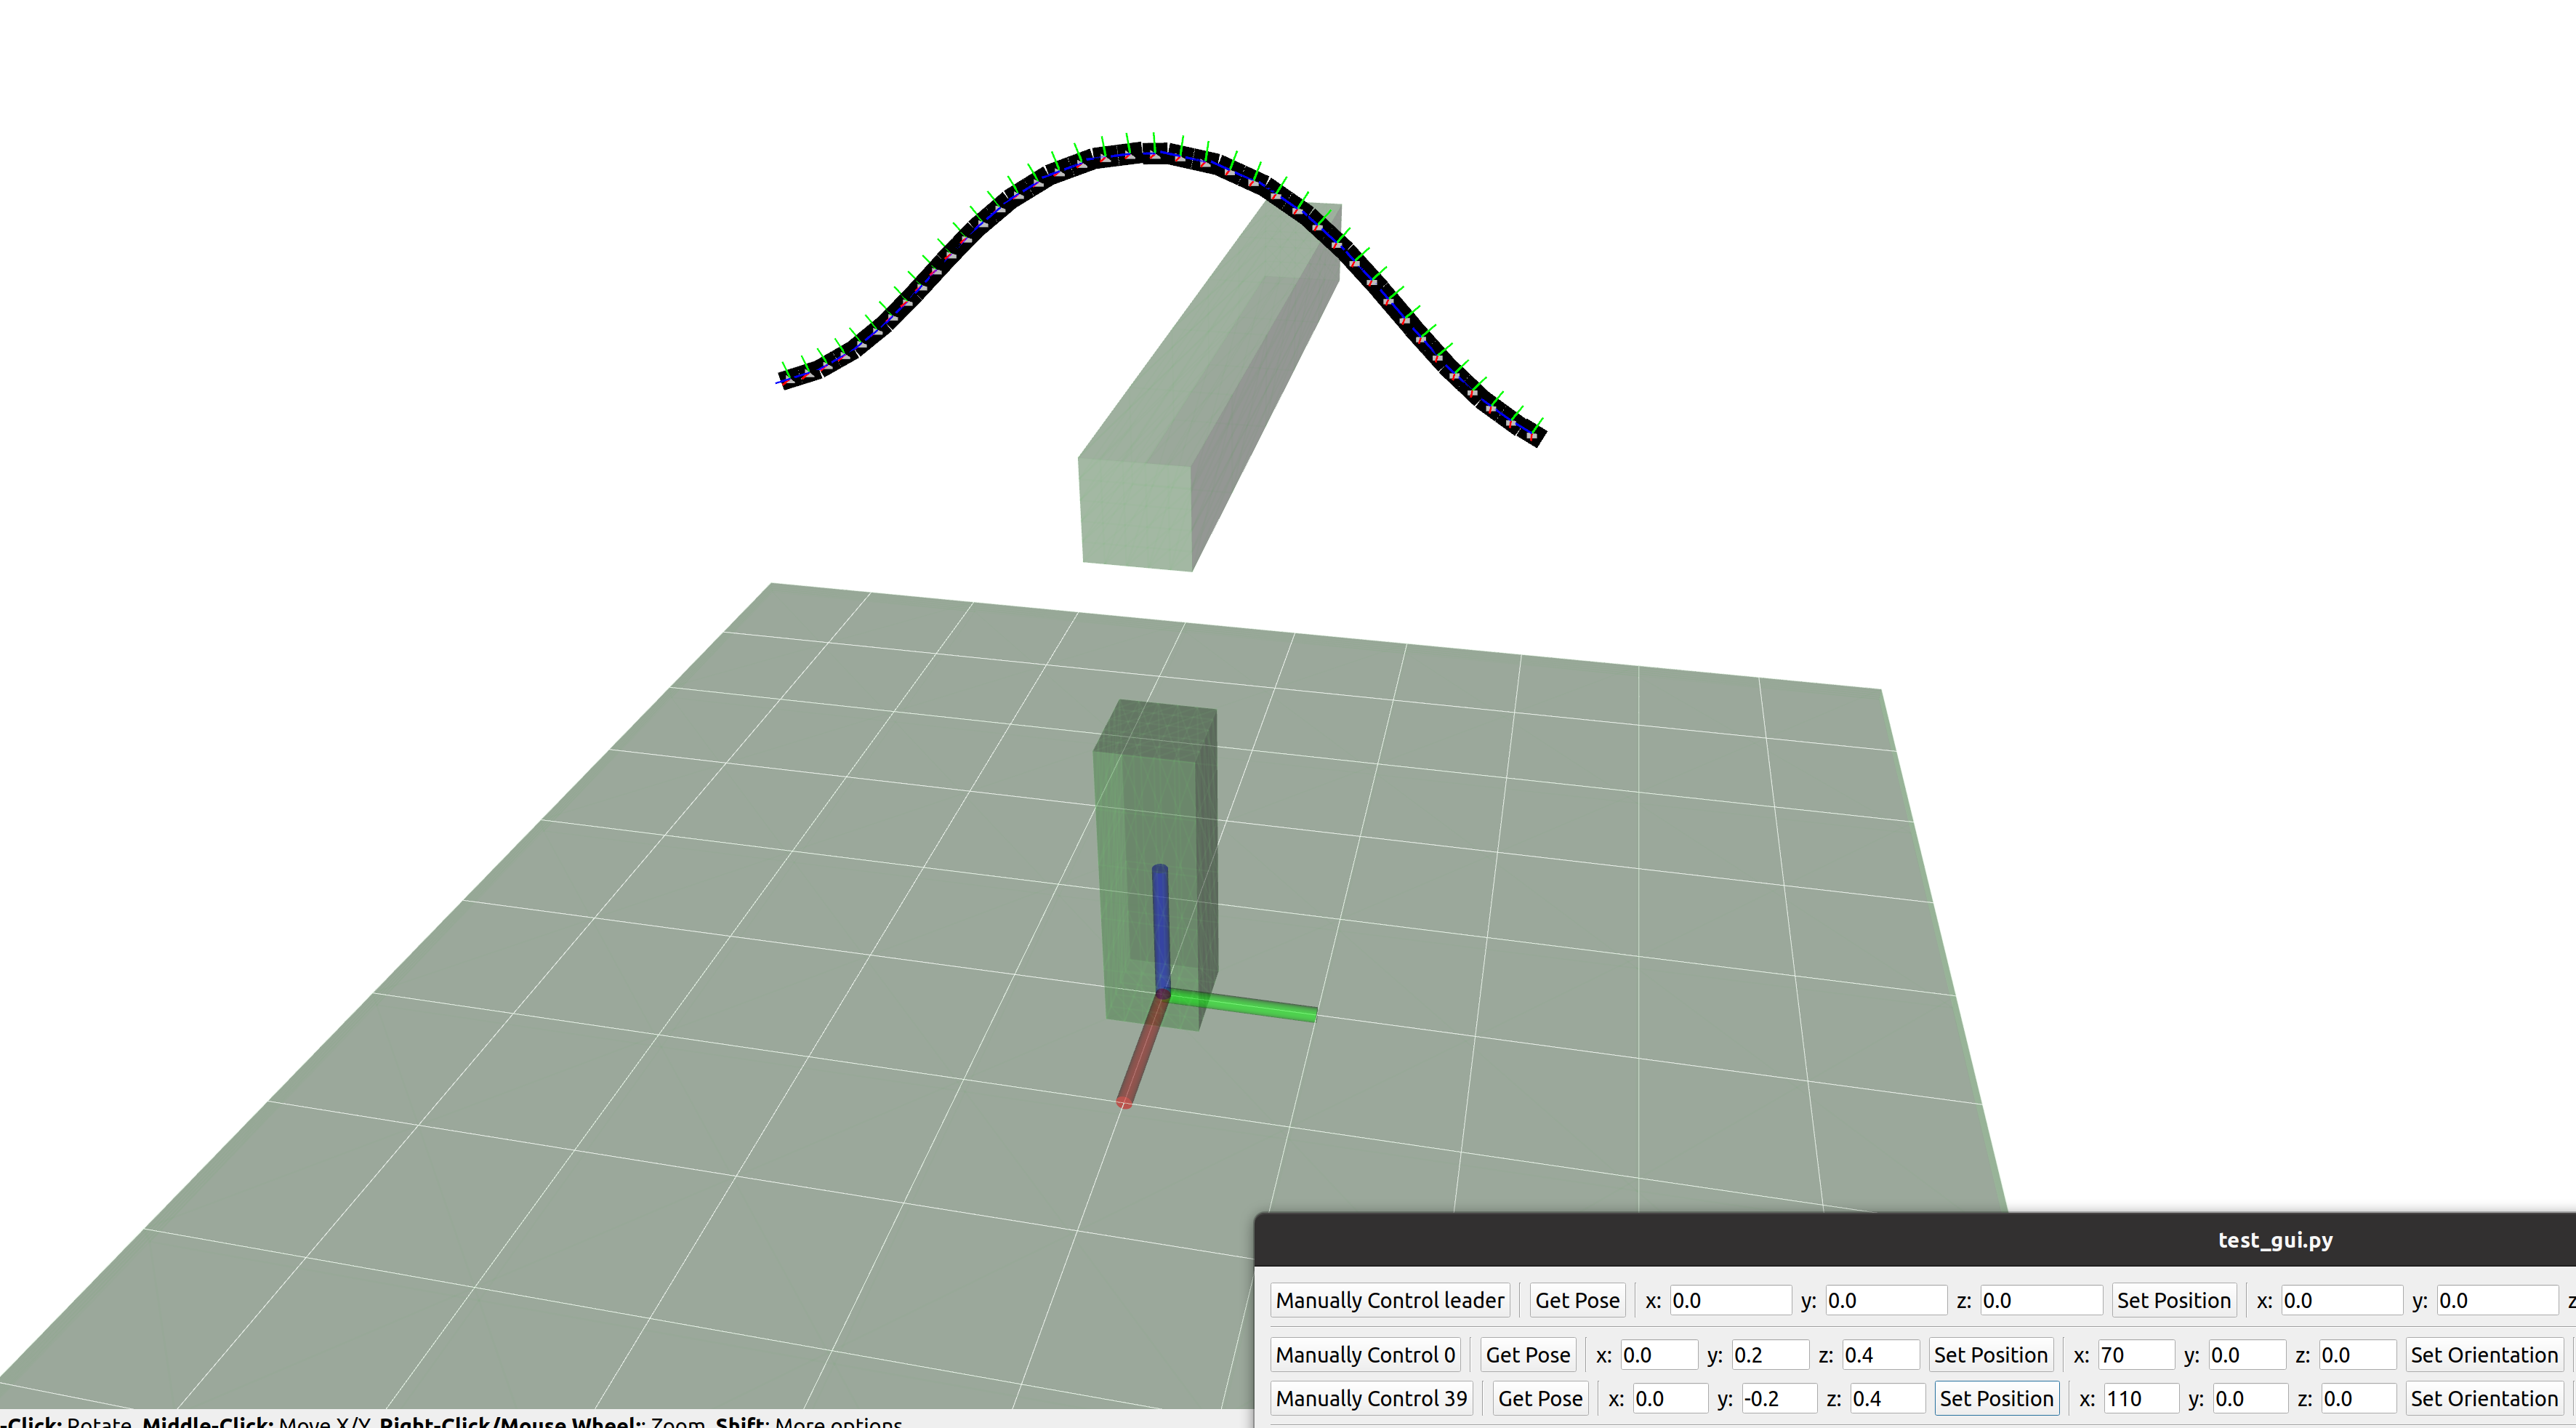 test_gui.py
Manually Control leader Get Pose x: 0.0 y: 0.0 z: 0.0 Set Position x: 0.0 y: 0.0 z
Manually Control 0 Get Pose x: 0.0 y: 0.2 z: 0.4 Set Position x: 70 y: 0.0 z: 0.0 Set Orientation
Manually Control 39 Get Pose x: 0.0 y: -0.2 z: 0.4 Set Position x: 110 y: 0.0 z: 0.0 Set Orientation
-Click: Rotate. Middle-Click: Move X/Y. Right-Click/Mouse Wheel:: Zoom. Shift: More options.